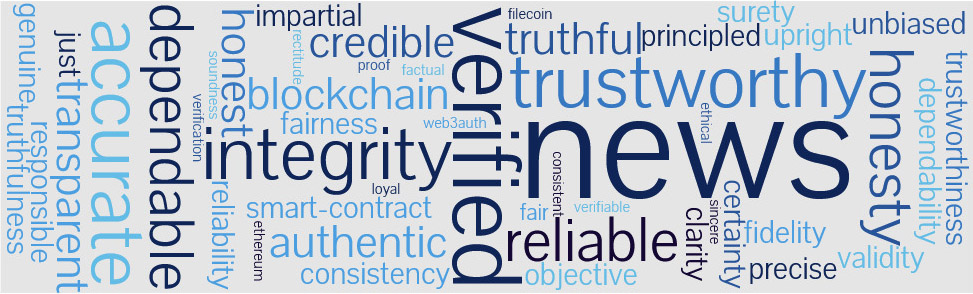 genuine
truthfulness
responsible
just
transparent
accurate
dependable
honest
impartial
rectitude
credible
proof
factual
soundness
blockchain
verification
fairness
web3auth
integrity
loyal
reliability
smart-contract
ethereum
authentic
consistency
verified
filecoin
truthful
principled
surety
upright
unbiased
trustworthy
ethical
news
consistent
fair
verifiable
reliable
objective
clarity
sincere
certainty
fidelity
precise
validity
honesty
dependability
trustworthiness